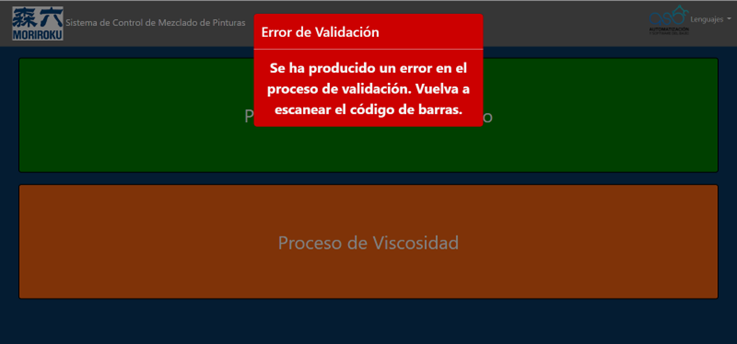 森六
MORIROKU
Sistema de Control de Mezclado de Pinturas
Lenguajes
AUTOMATIZACIÓN
Error de Validación
Se ha producido un error en el
proceso de validación. Vuelva a
escanear el código de barras.
Proceso de Viscosidad